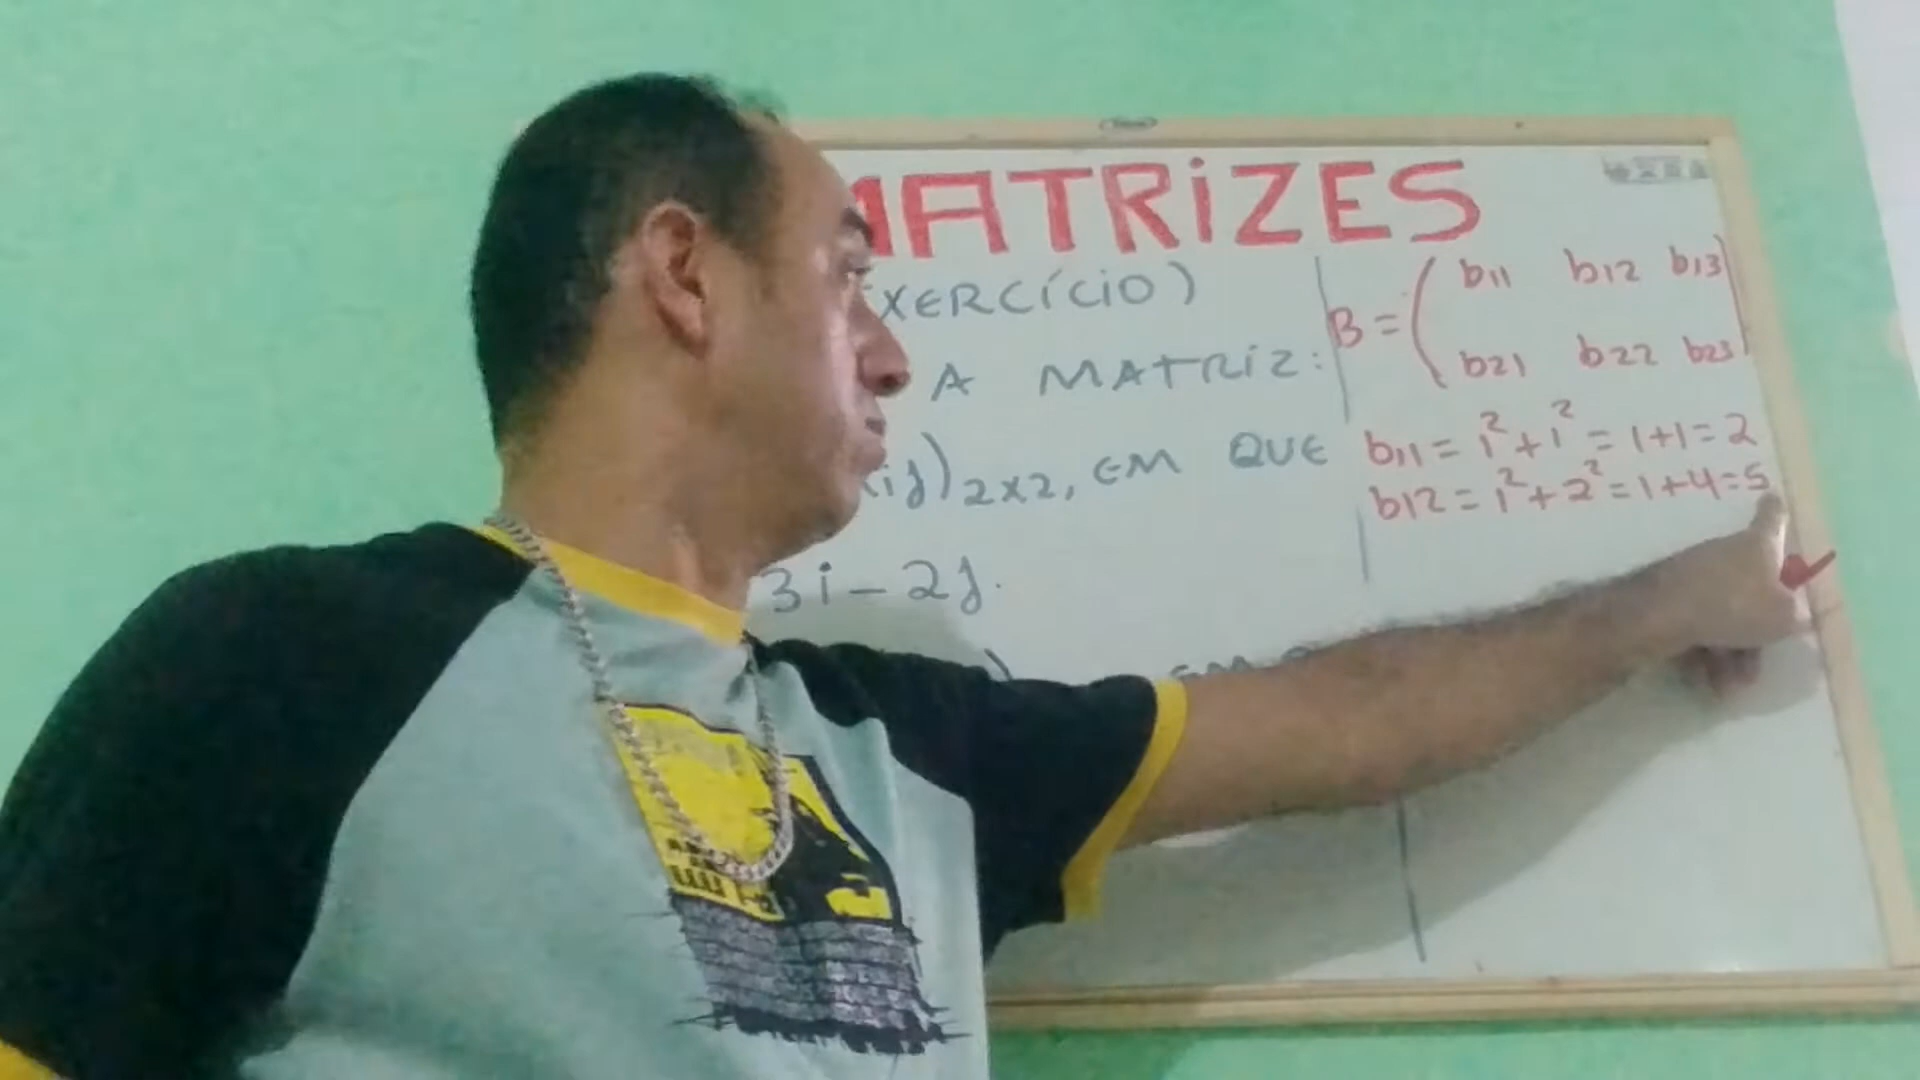 MATRIZES
EXERCÍCIO)
A MATRIZ:
ij)2x2, EM QUE
3i - 2j.
B = ( b11 b12 b13
b21 b22 b23 )
b11 = 1² + 1² = 1+1 = 2
b12 = 1² + 2² = 1+4 = 5